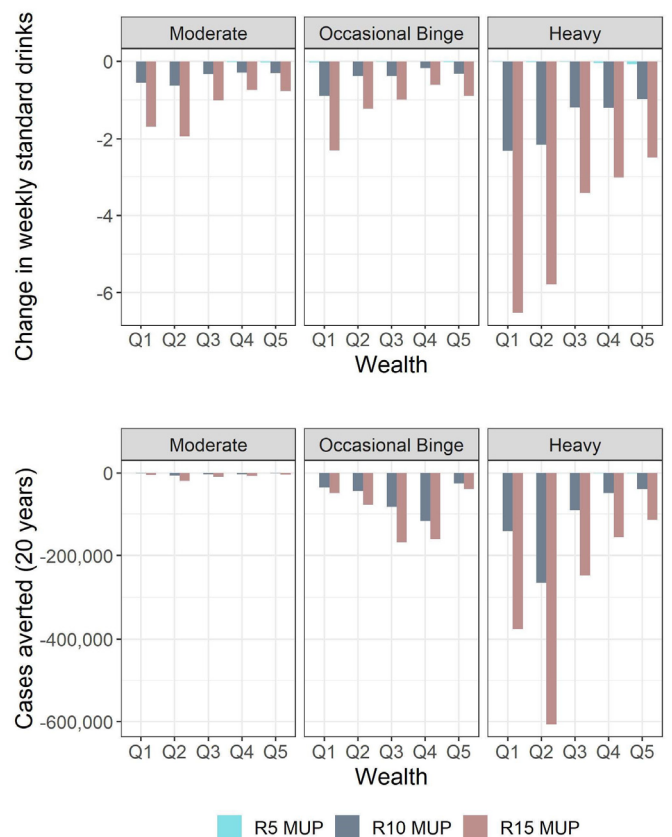 Change in weekly standard drinks
Moderate Occasional Binge Heavy
0
-2
-4
-6
Q1 Q2 Q3 Q4 Q5 Q1 Q2 Q3 Q4 Q5 Q1 Q2 Q3 Q4 Q5
Wealth
Cases averted (20 years)
Moderate Occasional Binge Heavy
0
-200,000
-400,000
-600,000
Q1 Q2 Q3 Q4 Q5 Q1 Q2 Q3 Q4 Q5 Q1 Q2 Q3 Q4 Q5
Wealth
R5 MUP R10 MUP R15 MUP